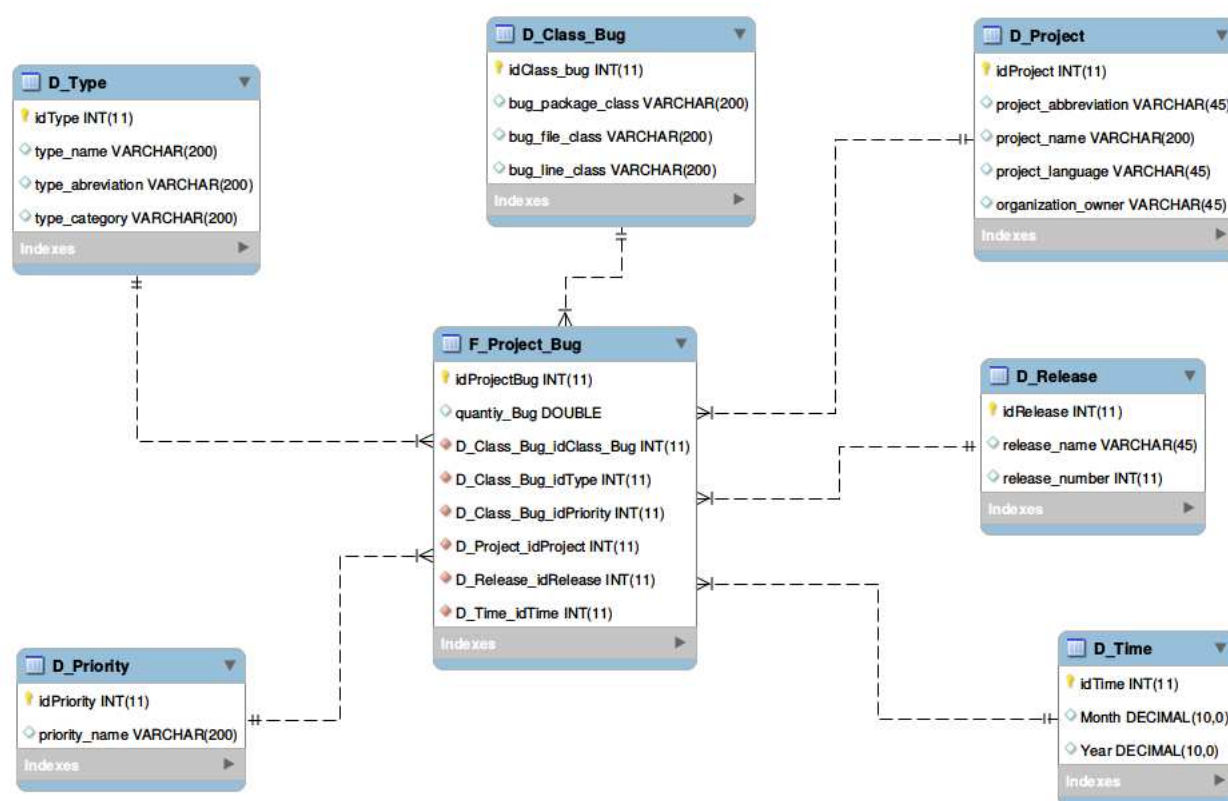 D_Type
idType INT(11)
type_name VARCHAR(200)
type_abreviation VARCHAR(200)
type_category VARCHAR(200)
Indexes
D_Class_Bug
idClass_bug INT(11)
bug_package_class VARCHAR(200)
bug_file_class VARCHAR(200)
bug_line_class VARCHAR(200)
Indexes
D_Project
idProject INT(11)
project_abbreviation VARCHAR(45)
project_name VARCHAR(200)
project_language VARCHAR(45)
organization_owner VARCHAR(45)
Indexes
F_Project_Bug
idProjectBug INT(11)
quantiy_Bug DOUBLE
D_Class_Bug_idClass_Bug INT(11)
D_Class_Bug_idType INT(11)
D_Class_Bug_idPriority INT(11)
D_Project_idProject INT(11)
D_Release_idRelease INT(11)
D_Time_idTime INT(11)
Indexes
D_Release
idRelease INT(11)
release_name VARCHAR(45)
release_number INT(11)
Indexes
D_Priority
idPriority INT(11)
priority_name VARCHAR(200)
Indexes
D_Time
idTime INT(11)
Month DECIMAL(10,0)
Year DECIMAL(10,0)
Indexes